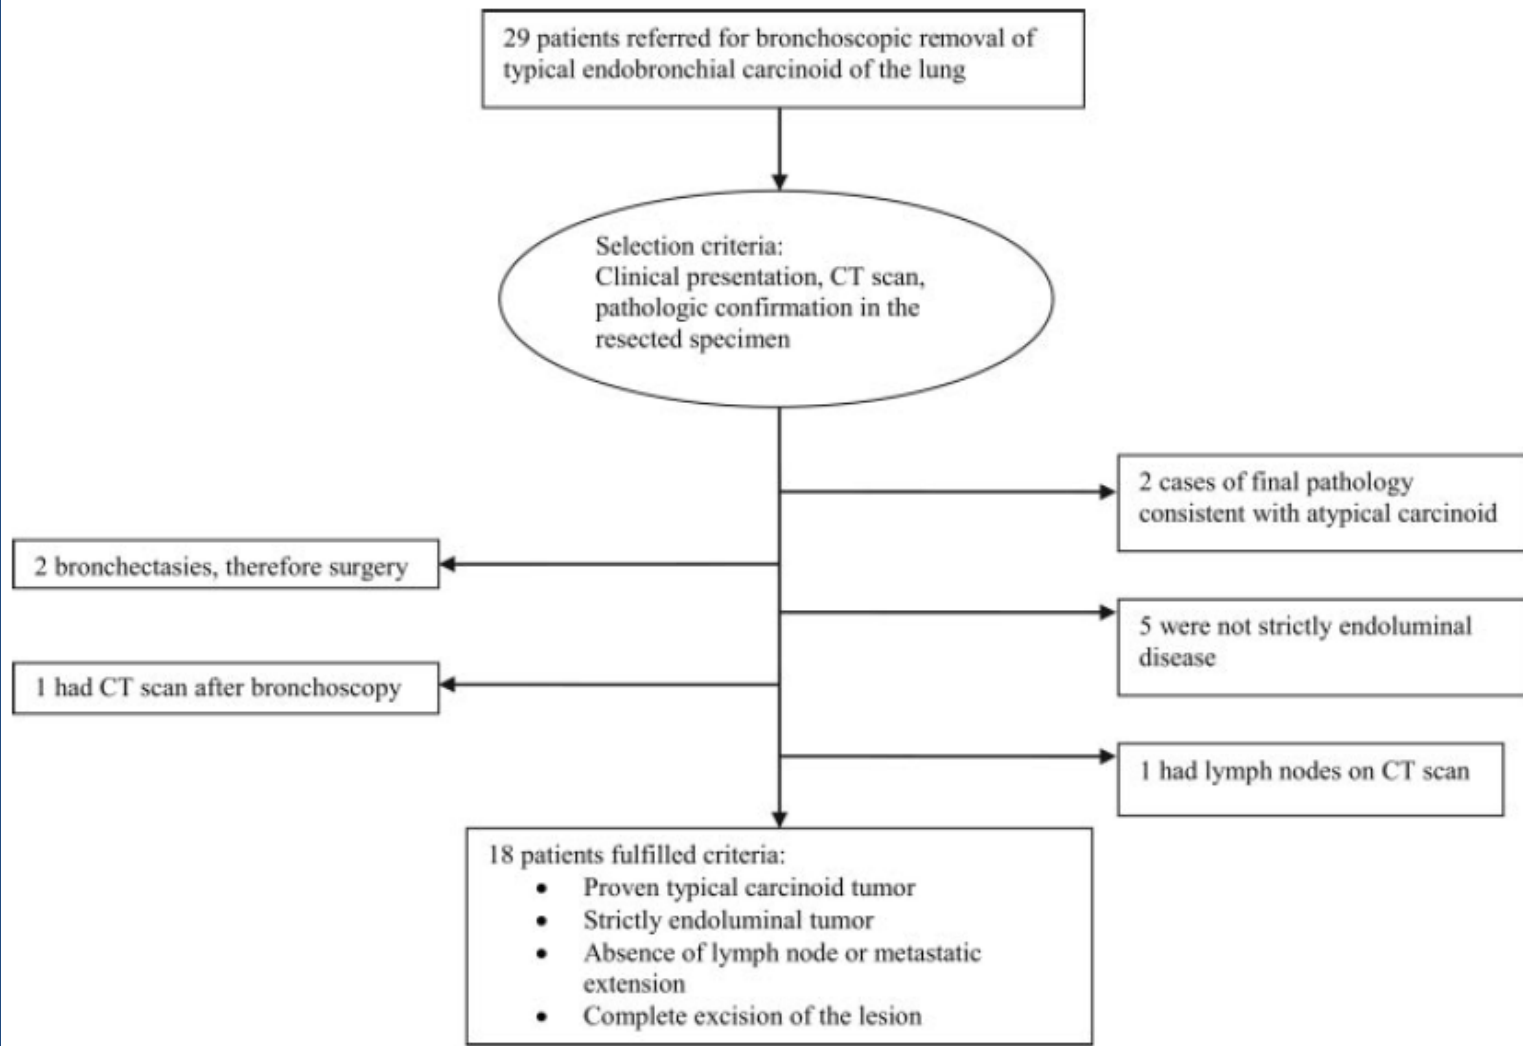 29 patients referred for bronchoscopic removal of
typical endobronchial carcinoid of the lung
Selection criteria:
Clinical presentation, CT scan,
pathologic confirmation in the
resected specimen
2 cases of final pathology
consistent with atypical carcinoid
2 bronchectasies, therefore surgery
5 were not strictly endoluminal
disease
1 had CT scan after bronchoscopy
1 had lymph nodes on CT scan
18 patients fulfilled criteria:
• Proven typical carcinoid tumor
• Strictly endoluminal tumor
• Absence of lymph node or metastatic
extension
• Complete excision of the lesion